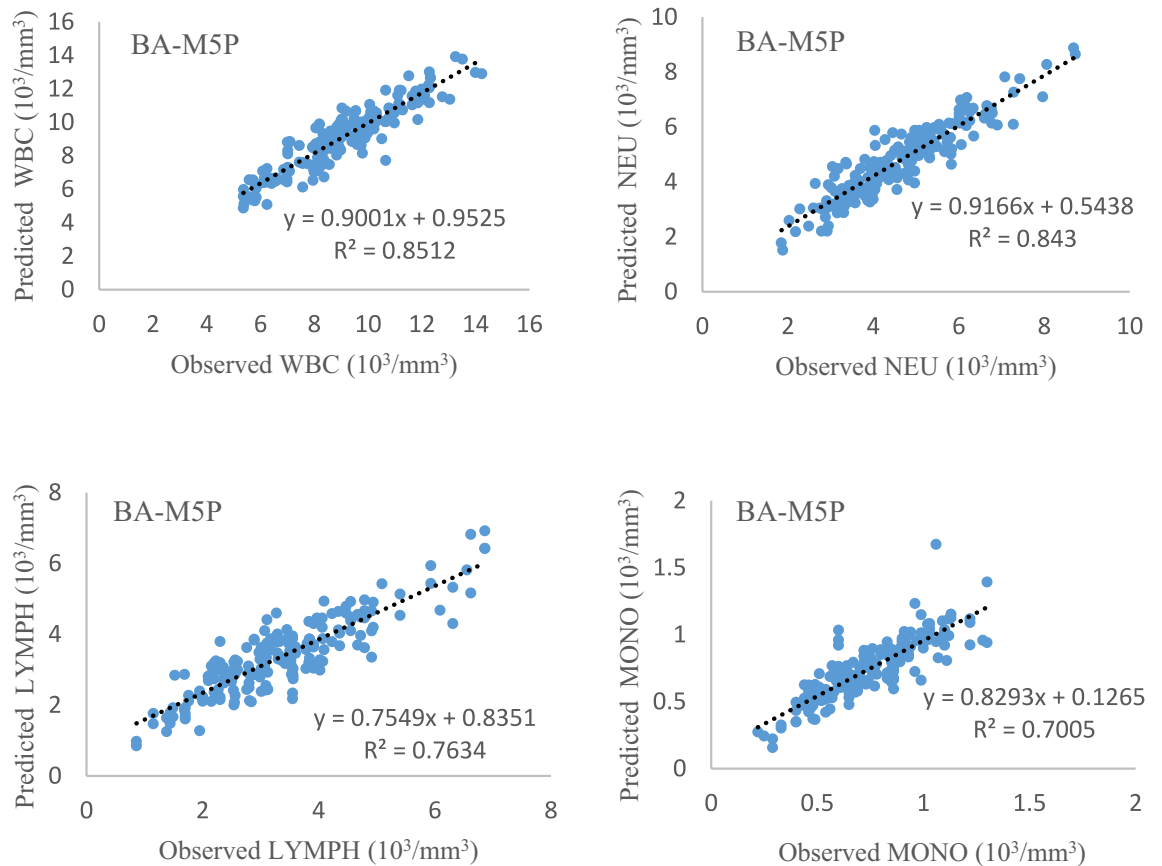 BA-M5P
Predicted WBC (10³/mm³)
16
14
12
10
8
6
4
2
0
y = 0.9001x + 0.9525
R² = 0.8512
0 2 4 6 8 10 12 14 16
Observed WBC (10³/mm³)
BA-M5P
Predicted NEU (10³/mm³)
10
8
6
4
2
0
y = 0.9166x + 0.5438
R² = 0.843
0 2 4 6 8 10
Observed NEU (10³/mm³)
BA-M5P
Predicted LYMPH (10³/mm³)
8
6
4
2
0
y = 0.7549x + 0.8351
R² = 0.7634
0 2 4 6 8
Observed LYMPH (10³/mm³)
BA-M5P
Predicted MONO (10³/mm³)
2
1.5
1
0.5
0
y = 0.8293x + 0.1265
R² = 0.7005
0 0.5 1 1.5 2
Observed MONO (10³/mm³)